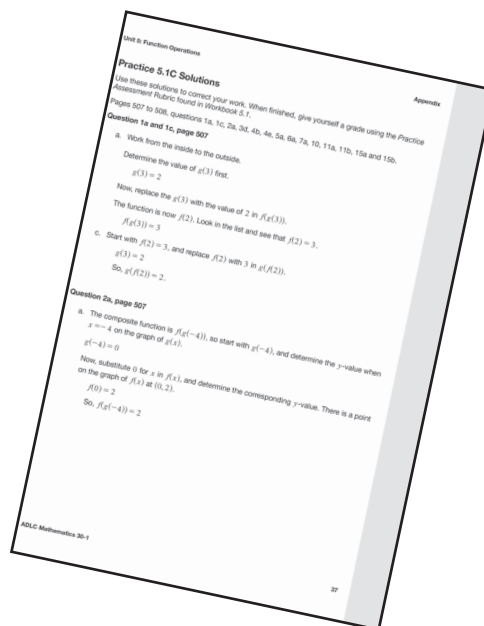 Unit 5: Function Operations
Appendix
Practice 5.1C Solutions
Use these solutions to correct your work. When finished, give yourself a grade using the Practice
Assessment Rubric found in Workbook 5.1.
Pages 507 to 508, questions 1a, 1c, 2a, 3d, 4b, 4e, 5a, 6a, 7a, 10, 11a, 11b, 15a and 15b.
Question 1a and 1c, page 507
a. Work from the inside to the outside.
Determine the value of g(3) first.
g(3) = 2
Now, replace the g(3) with the value of 2 in f(g(3)).
The function is now f(2). Look in the list and see that f(2) = 3.
f(g(3)) = 3
c. Start with f(2) = 3, and replace f(2) with 3 in g(f(2)).
g(3) = 2
So, g(f(2)) = 2.
Question 2a, page 507
a. The composite function is f(g(−4)), so start with g(−4), and determine the y-value when
x = −4 on the graph of g(x).
g(−4) = 0
Now, substitute 0 for x in f(x), and determine the corresponding y-value. There is a point
on the graph of f(x) at (0, 2).
f(0) = 2
So, f(g(−4)) = 2
ADLC Mathematics 30-1
37